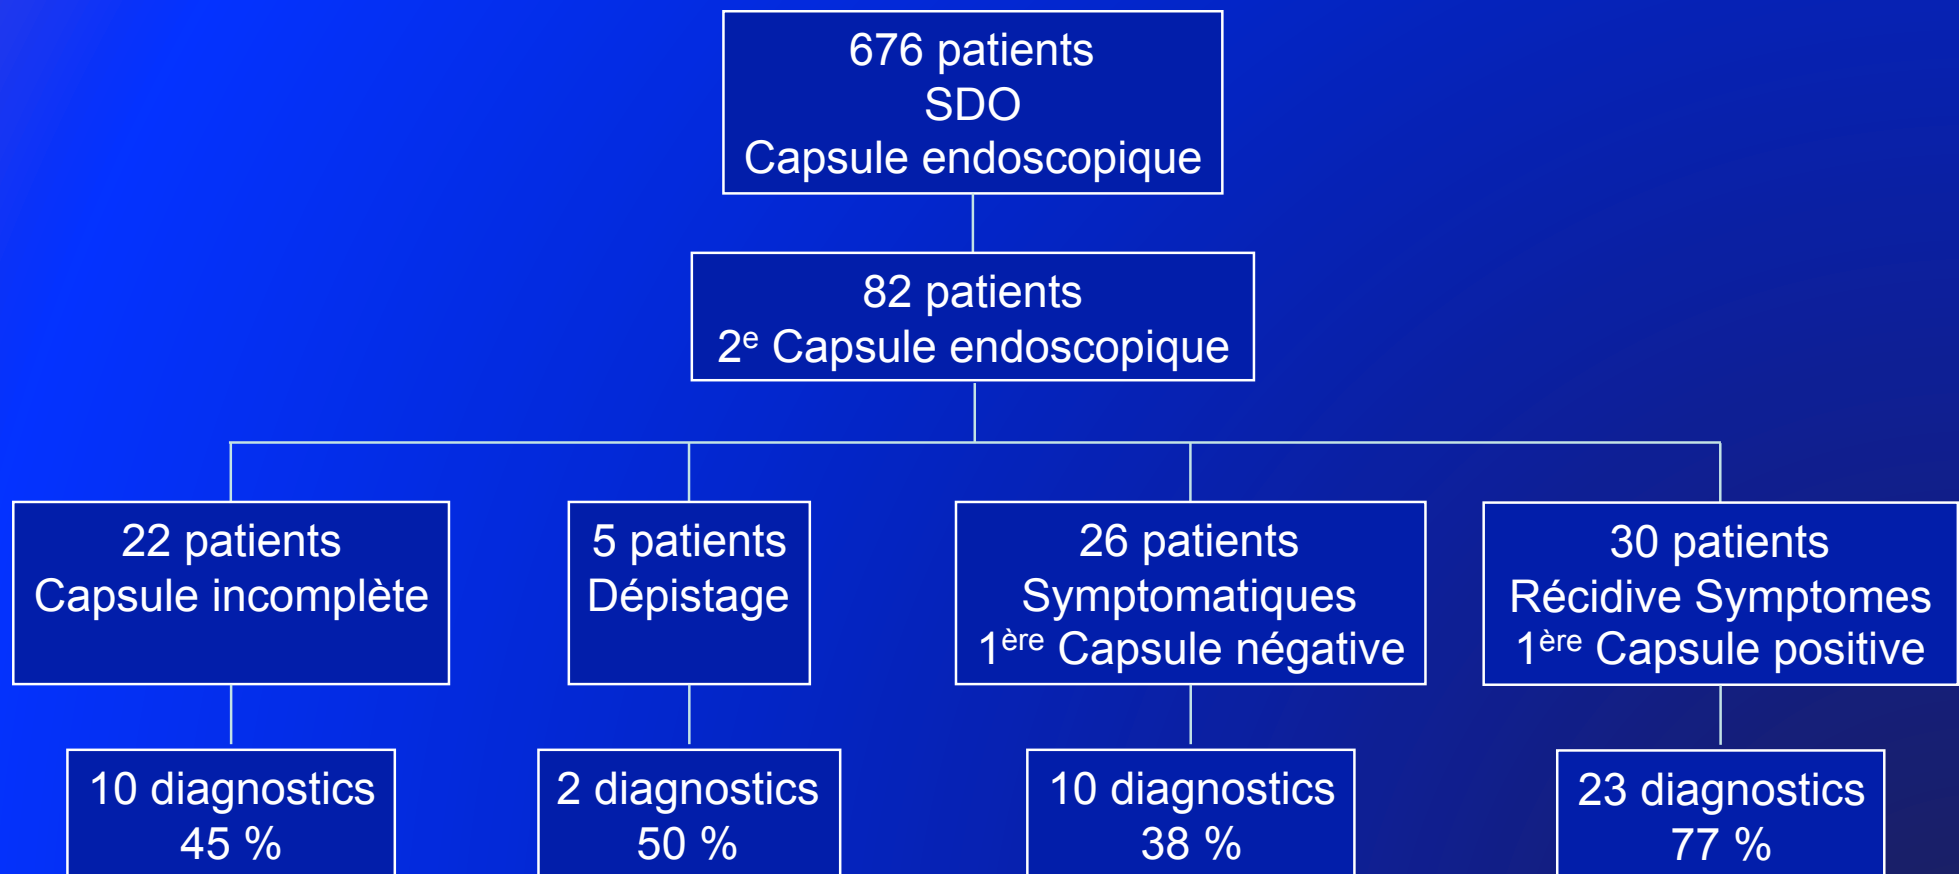 676 patients
SDO
Capsule endoscopique
82 patients
2e Capsule endoscopique
22 patients
Capsule incomplète
5 patients
Dépistage
26 patients
Symptomatiques
1ère Capsule négative
30 patients
Récidive Symptomes
1ère Capsule positive
10 diagnostics
45 %
2 diagnostics
50 %
10 diagnostics
38 %
23 diagnostics
77 %